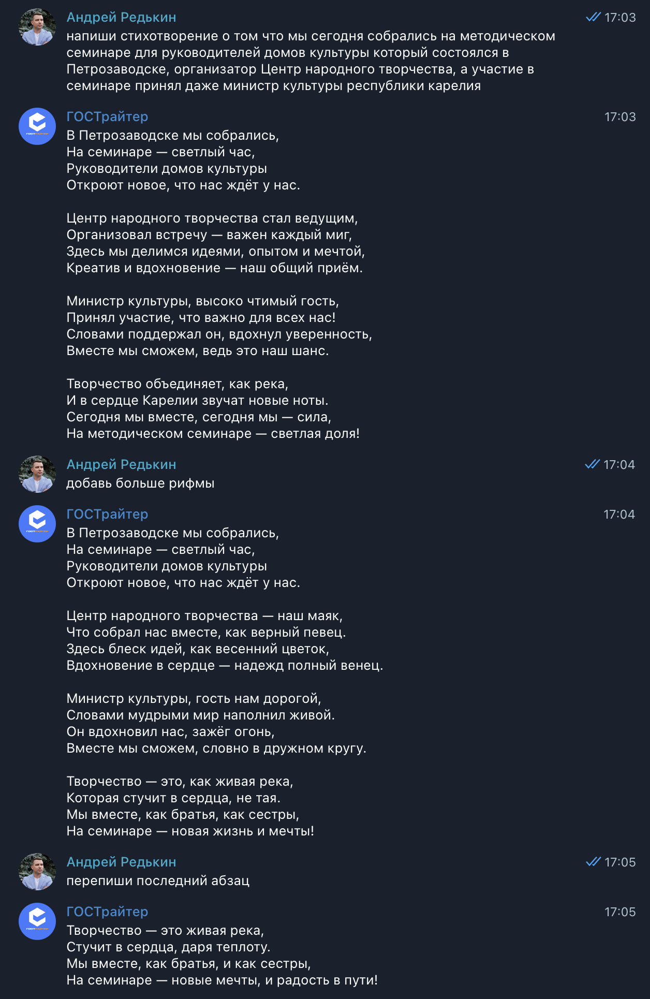 Андрей Редькин 17:03
напиши стихотворение о том что мы сегодня собрались на методическом
семинаре для руководителей домов культуры который состоялся в
Петрозаводске, организатор Центр народного творчества, а участие в
семинаре принял даже министр культуры республики карелия
ГОСТрайтер 17:03
ГОСТРАЙТЕР
В Петрозаводске мы собрались,
На семинаре — светлый час,
Руководители домов культуры
Откроют новое, что нас ждёт у нас.
Центр народного творчества стал ведущим,
Организовал встречу — важен каждый миг,
Здесь мы делимся идеями, опытом и мечтой,
Креатив и вдохновение — наш общий приём.
Министр культуры, высоко чтимый гость,
Принял участие, что важно для всех нас!
Словами поддержал он, вдохнул уверенность,
Вместе мы сможем, ведь это наш шанс.
Творчество объединяет, как река,
И в сердце Карелии звучат новые ноты.
Сегодня мы вместе, сегодня мы — сила,
На методическом семинаре — светлая доля!
Андрей Редькин 17:04
добавь больше рифмы
ГОСТрайтер 17:04
ГОСТРАЙТЕР
В Петрозаводске мы собрались,
На семинаре — светлый час,
Руководители домов культуры
Откроют новое, что нас ждёт у нас.
Центр народного творчества — наш маяк,
Что собрал нас вместе, как верный певец.
Здесь блеск идей, как весенний цветок,
Вдохновение в сердце — надежд полный венец.
Министр культуры, гость нам дорогой,
Словами мудрыми мир наполнил живой.
Он вдохновил нас, зажёг огонь,
Вместе мы сможем, словно в дружном кругу.
Творчество — это, как живая река,
Которая стучит в сердца, не тая.
Мы вместе, как братья, как сестры,
На семинаре — новая жизнь и мечты!
Андрей Редькин 17:05
перепиши последний абзац
ГОСТрайтер 17:05
ГОСТРАЙТЕР
Творчество — это живая река,
Стучит в сердца, даря теплоту.
Мы вместе, как братья, и как сестры,
На семинаре — новые мечты, и радость в пути!